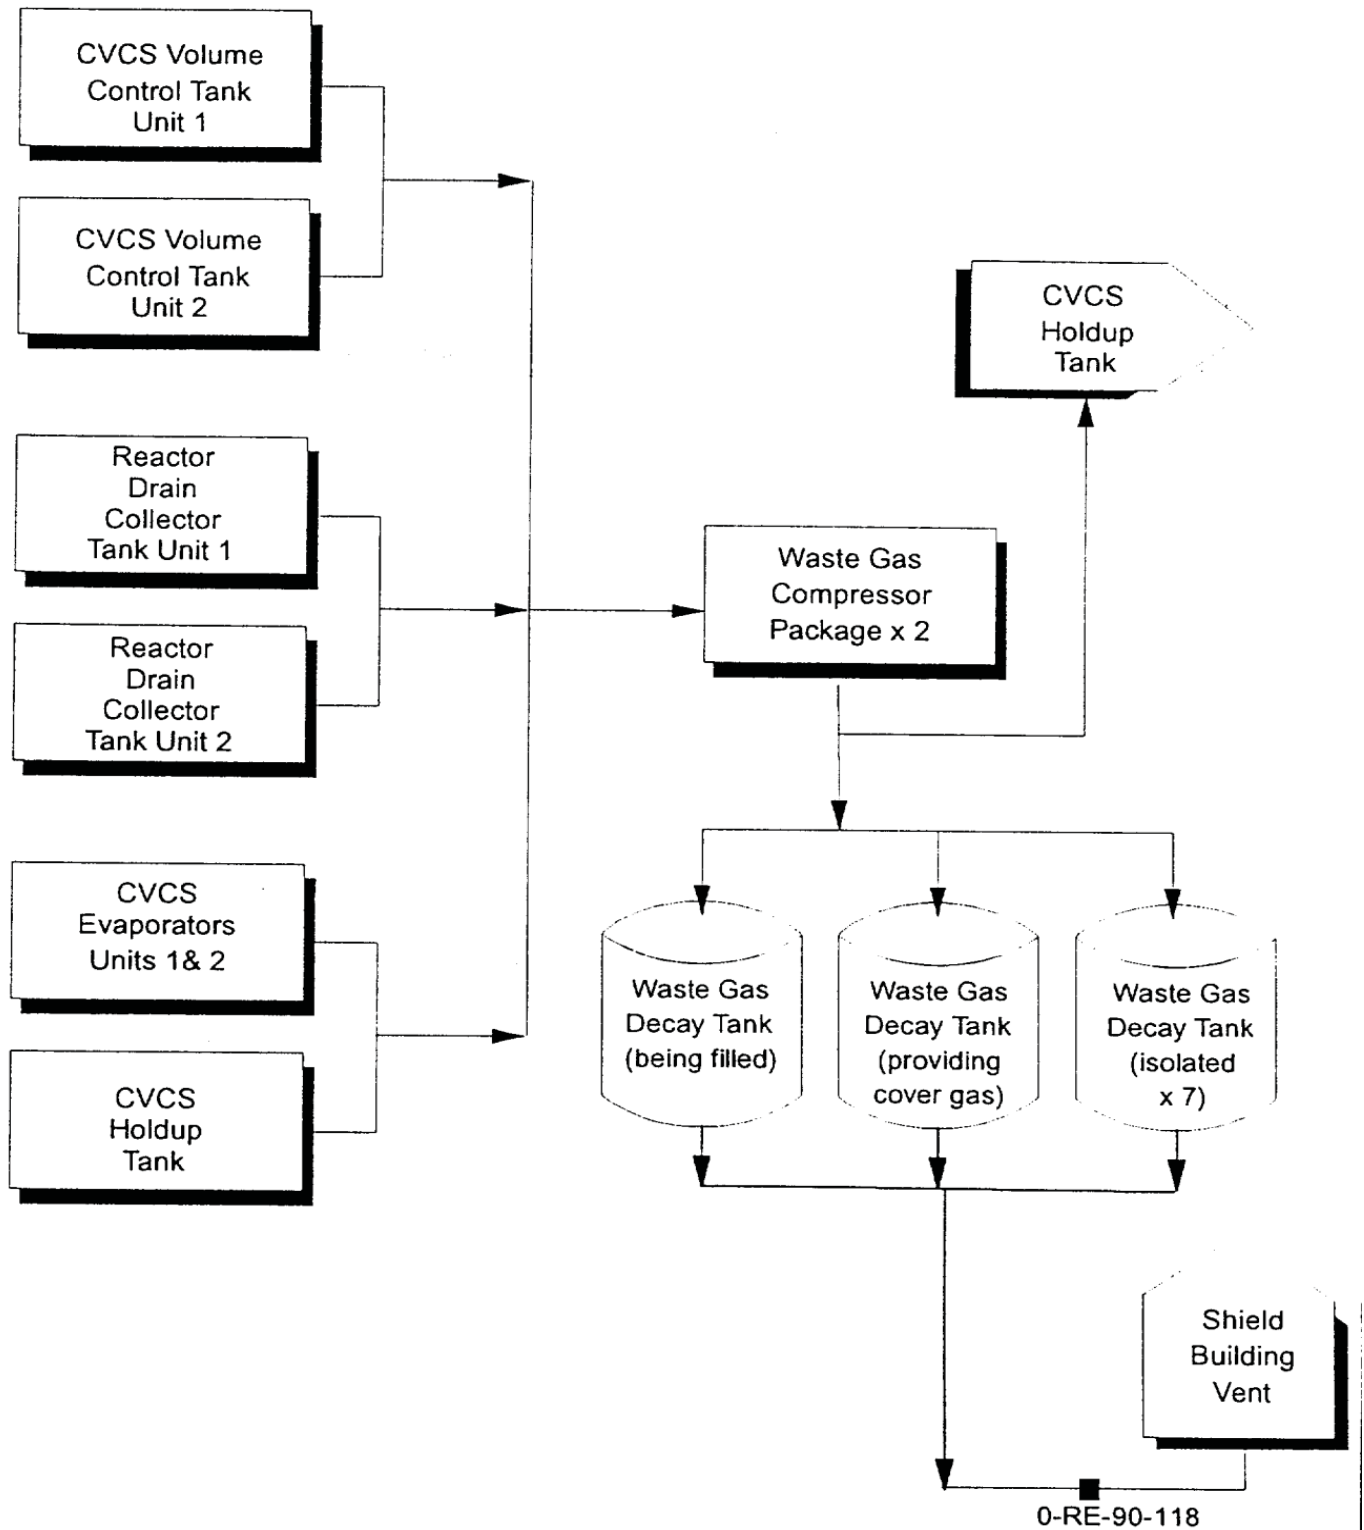 CVCS Volume
Control Tank
Unit 1
CVCS Volume
Control Tank
Unit 2
CVCS
Holdup
Tank
Reactor
Drain
Collector
Tank Unit 1
Waste Gas
Compressor
Package x 2
Reactor
Drain
Collector
Tank Unit 2
CVCS
Evaporators
Units 1& 2
Waste Gas
Decay Tank
(being filled)
Waste Gas
Decay Tank
(providing
cover gas)
Waste Gas
Decay Tank
(isolated
x 7)
CVCS
Holdup
Tank
Shield
Building
Vent
0-RE-90-118